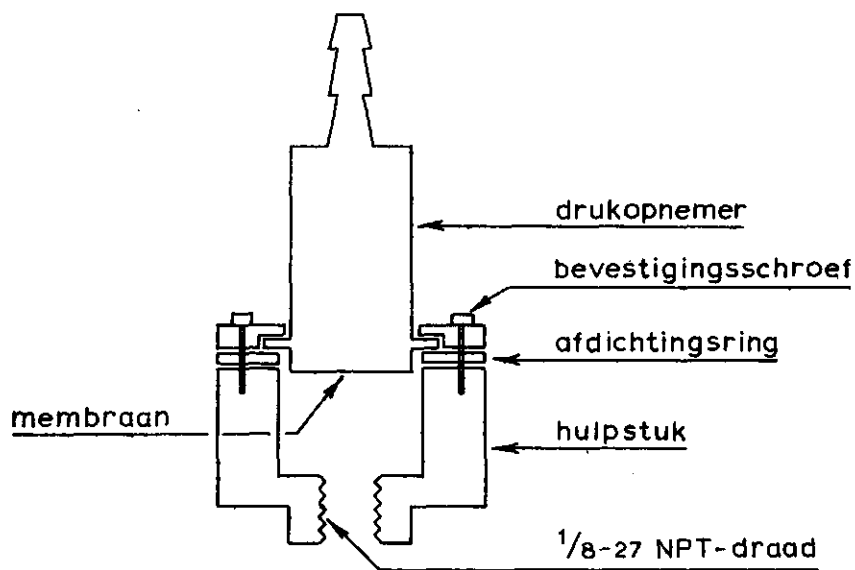 drukopnemer
bevestigingsschroef
afdichtingsring
membraan
hulpstuk
1/8-27 NPT-draad